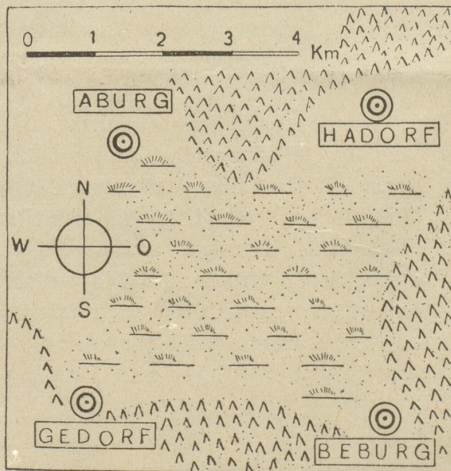 0 1 2 3 4 Km
ABURG
HADORF
N
W O
S
GEDORF
BEBURG